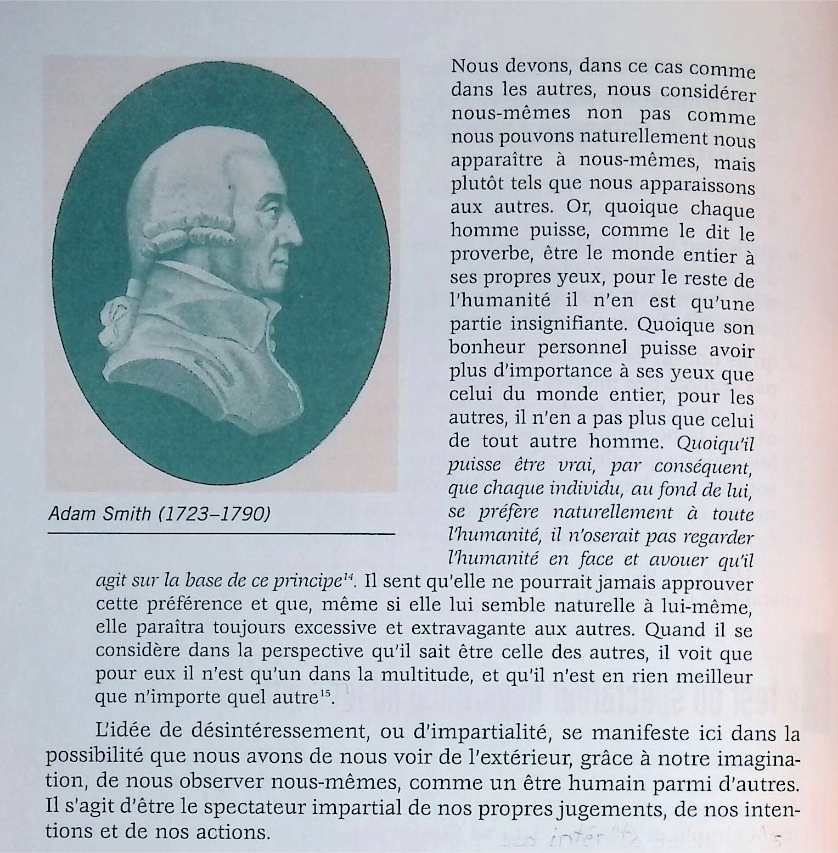 Nous devons, dans ce cas comme
dans les autres, nous considérer
nous-mêmes non pas comme
nous pouvons naturellement nous
apparaître à nous-mêmes, mais
plutôt tels que nous apparaissons
aux autres. Or, quoique chaque
homme puisse, comme le dit le
proverbe, être le monde entier à
ses propres yeux, pour le reste de
l'humanité il n'en est qu'une
partie insignifiante. Quoique son
bonheur personnel puisse avoir
plus d'importance à ses yeux que
celui du monde entier, pour les
autres, il n'en a pas plus que celui
de tout autre homme. Quoiqu'il
puisse être vrai, par conséquent,
que chaque individu, au fond de lui,
se préfère naturellement à toute
l'humanité, il n'oserait pas regarder
l'humanité en face et avouer qu'il
Adam Smith (1723–1790)
agit sur la base de ce principe¹⁴. Il sent qu'elle ne pourrait jamais approuver
cette préférence et que, même si elle lui semble naturelle à lui-même,
elle paraîtra toujours excessive et extravagante aux autres. Quand il se
considère dans la perspective qu'il sait être celle des autres, il voit que
pour eux il n'est qu'un dans la multitude, et qu'il n'est en rien meilleur
que n'importe quel autre¹⁵.
L'idée de désintéressement, ou d'impartialité, se manifeste ici dans la
possibilité que nous avons de nous voir de l'extérieur, grâce à notre imagina-
tion, de nous observer nous-mêmes, comme un être humain parmi d'autres.
Il s'agit d'être le spectateur impartial de nos propres jugements, de nos inten-
tions et de nos actions.